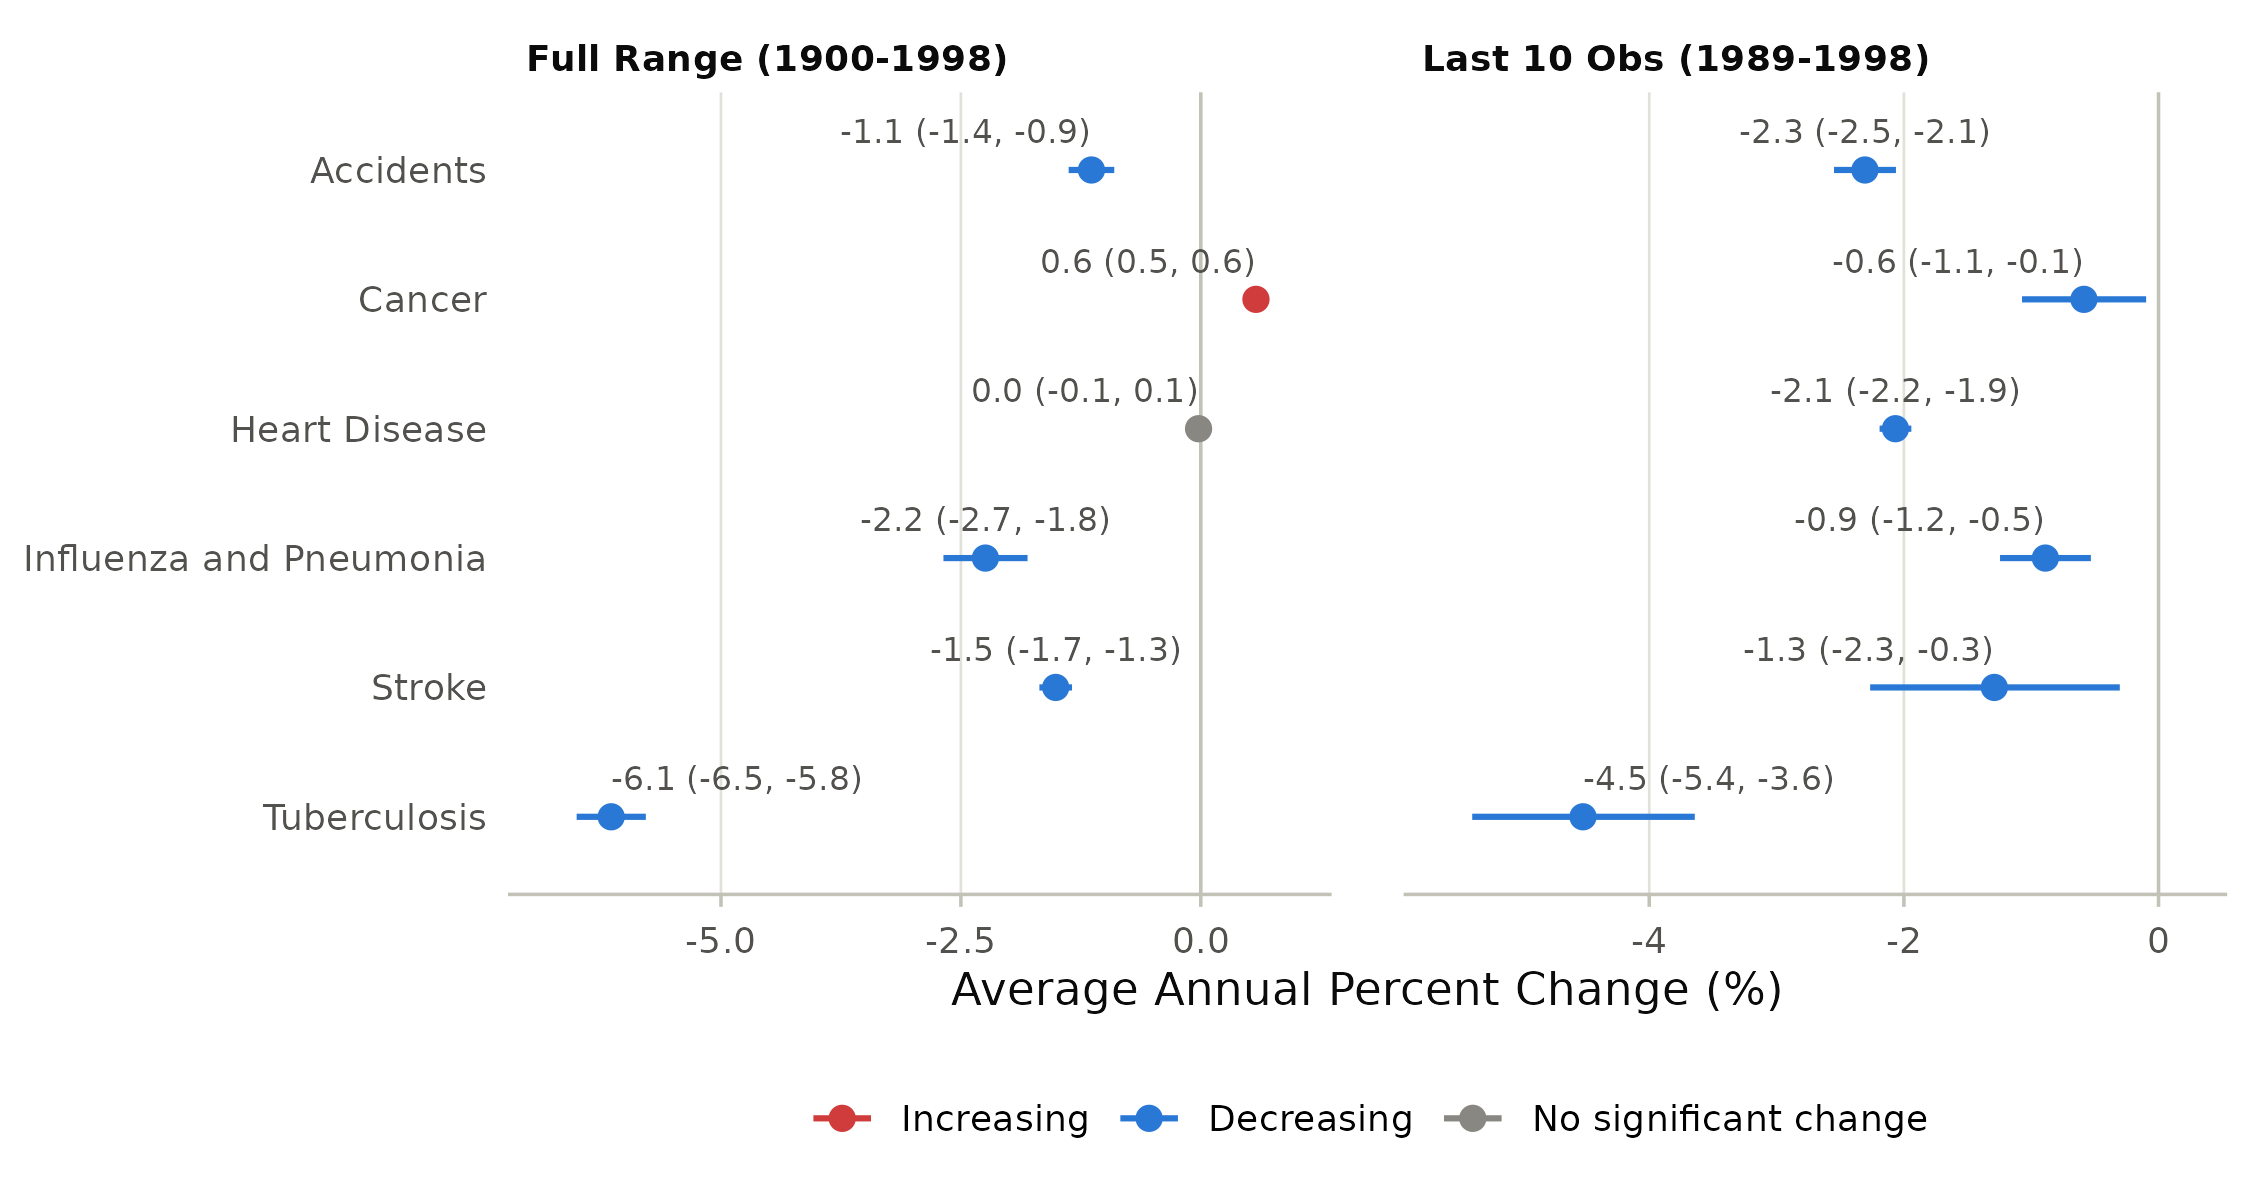 Full Range (1900-1998)
Last 10 Obs (1989-1998)
Accidents
-1.1 (-1.4, -0.9)
-2.3 (-2.5, -2.1)
Cancer
0.6 (0.5, 0.6)
-0.6 (-1.1, -0.1)
Heart Disease
0.0 (-0.1, 0.1)
-2.1 (-2.2, -1.9)
Influenza and Pneumonia
-2.2 (-2.7, -1.8)
-0.9 (-1.2, -0.5)
Stroke
-1.5 (-1.7, -1.3)
-1.3 (-2.3, -0.3)
Tuberculosis
-6.1 (-6.5, -5.8)
-4.5 (-5.4, -3.6)
-5.0 -2.5 0.0
-4 -2 0
Average Annual Percent Change (%)
Increasing Decreasing No significant change